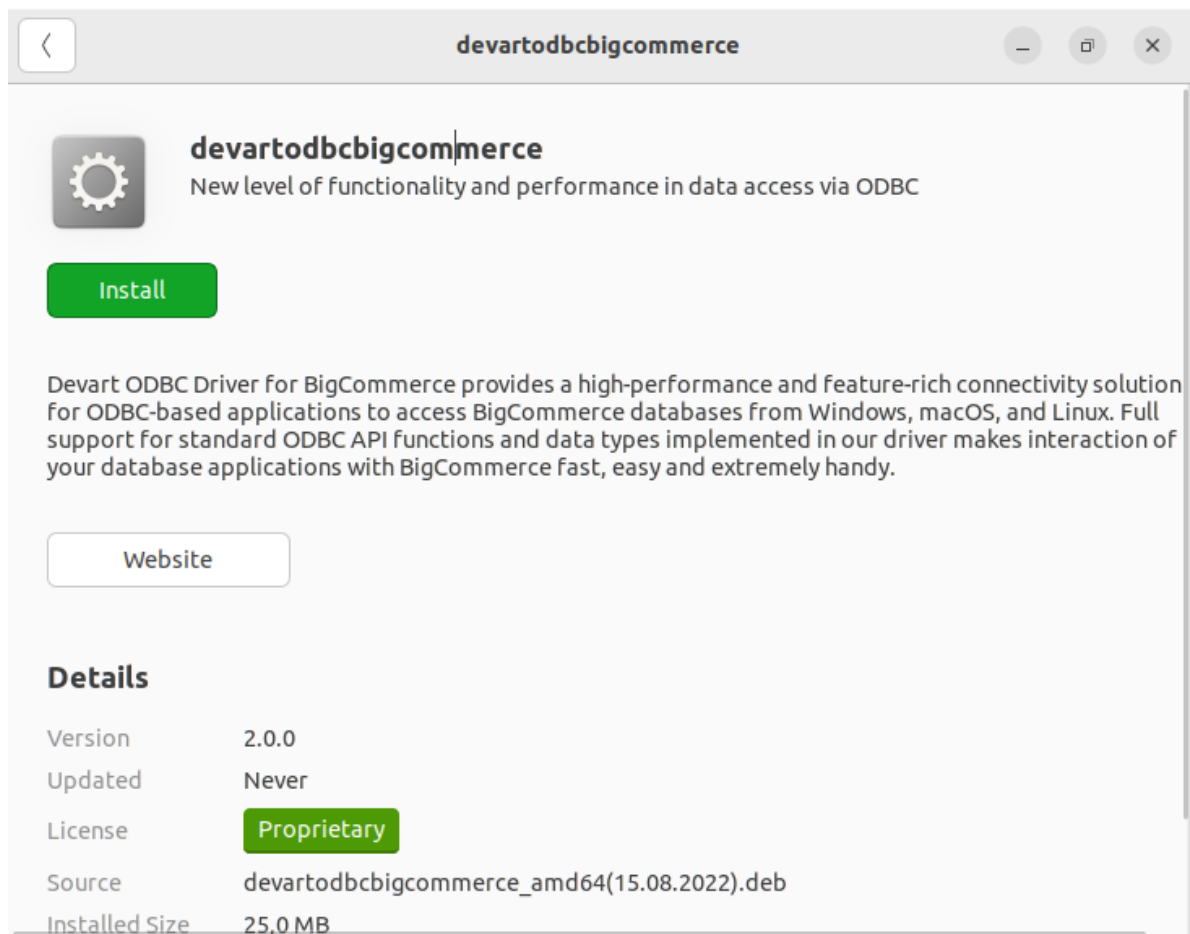 devartodbcbigcommerce
devartodbcbigcommerce
New level of functionality and performance in data access via ODBC
Install
Devart ODBC Driver for BigCommerce provides a high-performance and feature-rich connectivity solution
for ODBC-based applications to access BigCommerce databases from Windows, macOS, and Linux. Full
support for standard ODBC API functions and data types implemented in our driver makes interaction of
your database applications with BigCommerce fast, easy and extremely handy.
Website
Details
Version 2.0.0
Updated Never
License Proprietary
Source devartodbcbigcommerce_amd64(15.08.2022).deb
Installed Size 25,0 MB